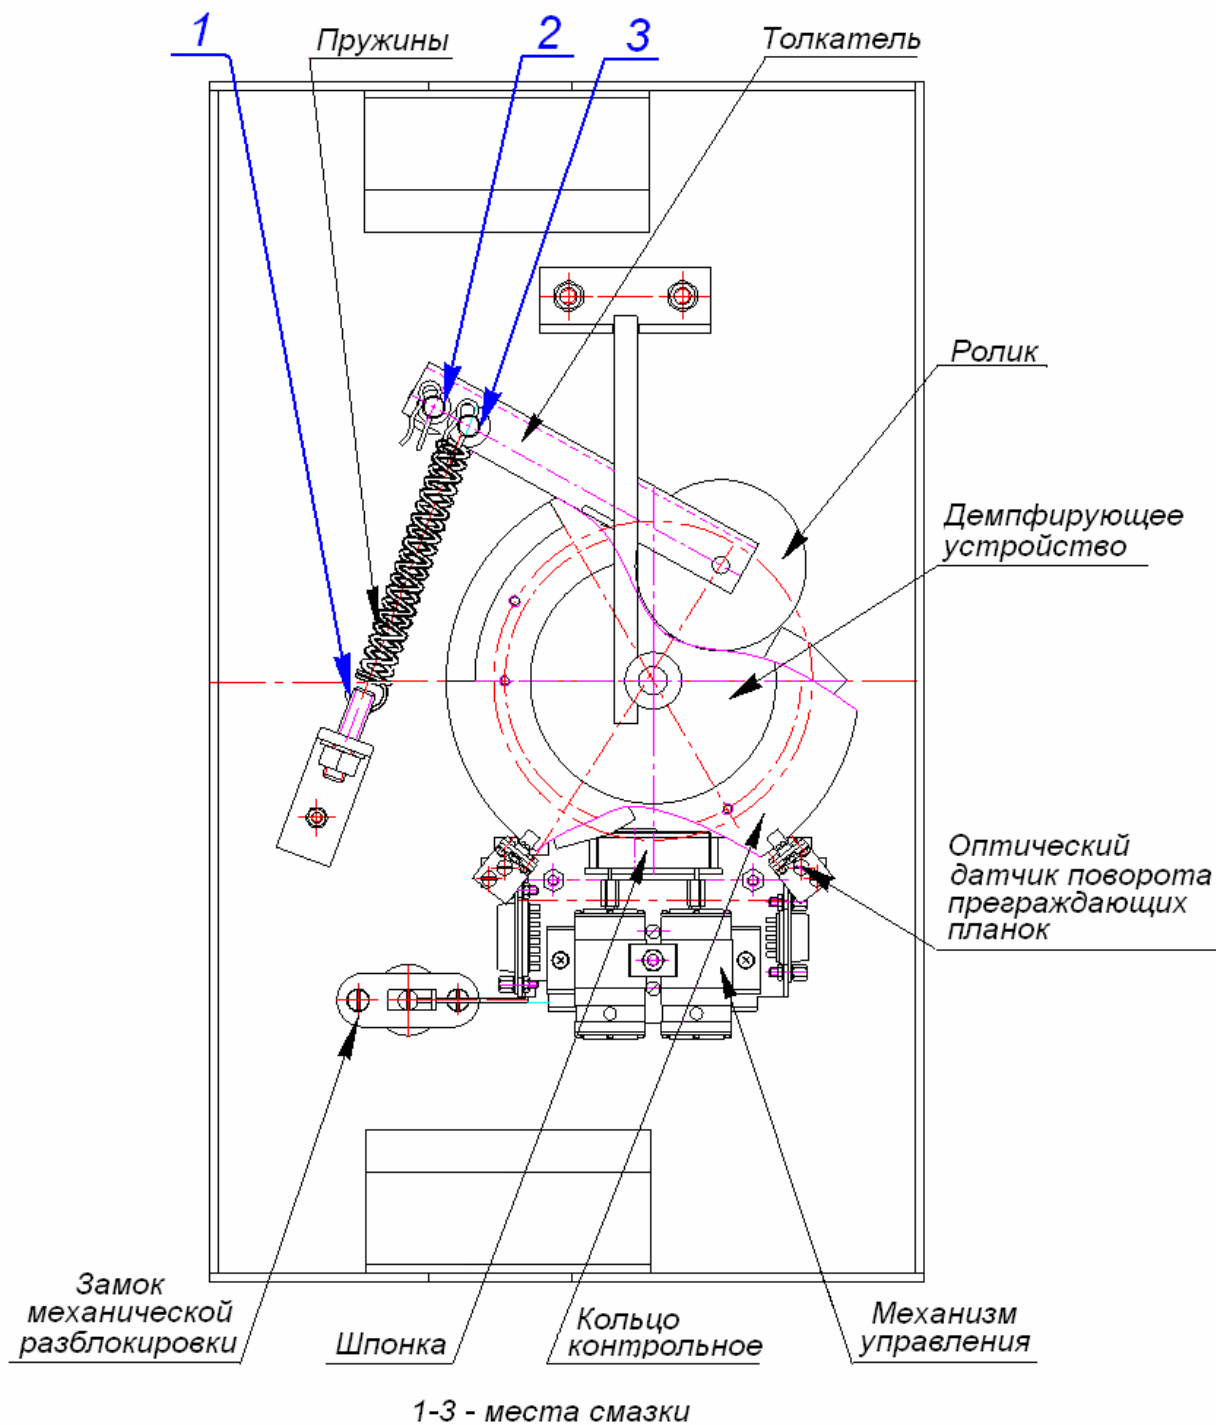 1
Пружины
2
3
Толкатель
Ролик
Демпфирующее
устройство
Оптический
датчик поворота
преграждающих
планок
Замок
механической
разблокировки
Шпонка
Кольцо
контрольное
Механизм
управления
1-3 - места смазки